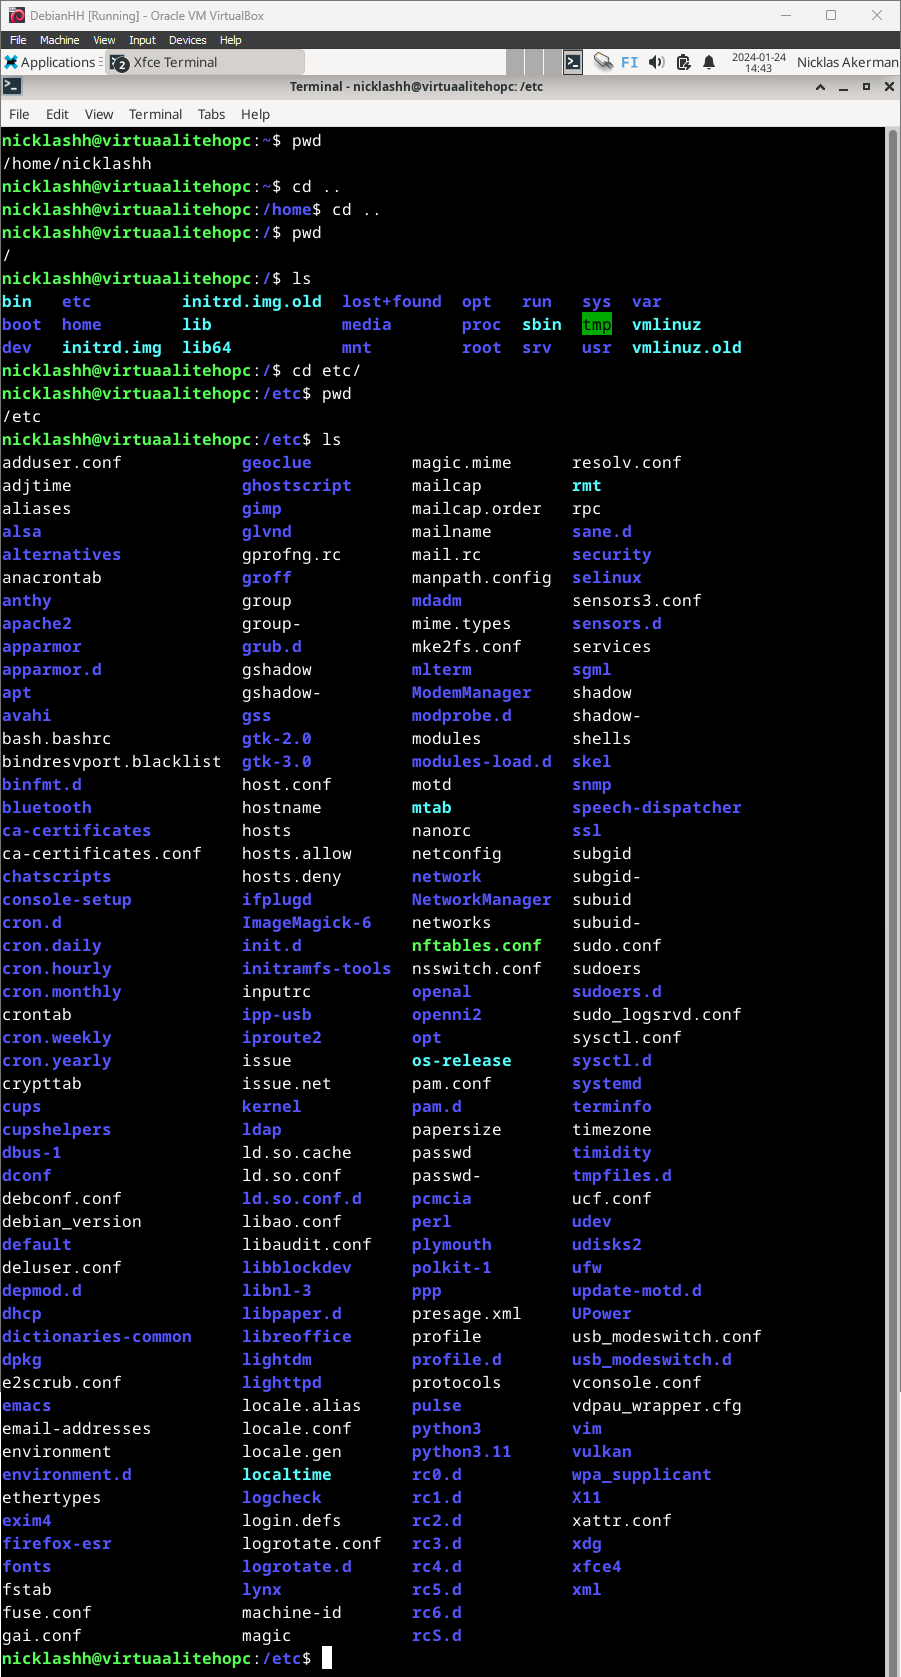 DebianHH [Running] - Oracle VM VirtualBox
File Machine View Input Devices Help
Applications 2 Xfce Terminal FI 2024-01-24 14:43 Nicklas Akerman
Terminal - nicklashh@virtuaalitehopc: /etc
File Edit View Terminal Tabs Help
nicklashh@virtuaalitehopc:~$ pwd
/home/nicklashh
nicklashh@virtuaalitehopc:~$ cd ..
nicklashh@virtuaalitehopc:/home$ cd ..
nicklashh@virtuaalitehopc:/$ pwd
/
nicklashh@virtuaalitehopc:/$ ls
bin etc initrd.img.old lost+found opt run sys var
boot home lib media proc sbin tmp vmlinuz
dev initrd.img lib64 mnt root srv usr vmlinuz.old
nicklashh@virtuaalitehopc:/$ cd etc/
nicklashh@virtuaalitehopc:/etc$ pwd
/etc
nicklashh@virtuaalitehopc:/etc$ ls
adduser.conf geoclue magic.mime resolv.conf
adjtime ghostscript mailcap rmt
aliases gimp mailcap.order rpc
alsa glvnd mailname sane.d
alternatives gprofng.rc mail.rc security
anacrontab groff manpath.config selinux
anthy group mdadm sensors3.conf
apache2 group- mime.types sensors.d
apparmor grub.d mke2fs.conf services
apparmor.d gshadow mlterm sgml
apt gshadow- ModemManager shadow
avahi gss modprobe.d shadow-
bash.bashrc gtk-2.0 modules shells
bindresvport.blacklist gtk-3.0 modules-load.d skel
binfmt.d host.conf motd snmp
bluetooth hostname mtab speech-dispatcher
ca-certificates hosts nanorc ssl
ca-certificates.conf hosts.allow netconfig subgid
chatscripts hosts.deny network subgid-
console-setup ifplugd NetworkManager subuid
cron.d ImageMagick-6 networks subuid-
cron.daily init.d nftables.conf sudo.conf
cron.hourly initramfs-tools nsswitch.conf sudoers
cron.monthly inputrc openal sudoers.d
crontab ipp-usb openni2 sudo_logsrvd.conf
cron.weekly iproute2 opt sysctl.conf
cron.yearly issue os-release sysctl.d
crypttab issue.net pam.conf systemd
cups kernel pam.d terminfo
cupshelpers ldap papersize timezone
dbus-1 ld.so.cache passwd timidity
dconf ld.so.conf passwd- tmpfiles.d
debconf.conf ld.so.conf.d pcmcia ucf.conf
debian_version libao.conf perl udev
default libaudit.conf plymouth udisks2
deluser.conf libblockdev polkit-1 ufw
depmod.d libnl-3 ppp update-motd.d
dhcp libpaper.d presage.xml UPower
dictionaries-common libreoffice profile usb_modeswitch.conf
dpkg lightdm profile.d usb_modeswitch.d
e2scrub.conf lighttpd protocols vconsole.conf
emacs locale.alias pulse vdpau_wrapper.cfg
email-addresses locale.conf python3 vim
environment locale.gen python3.11 vulkan
environment.d localtime rc0.d wpa_supplicant
ethertypes logcheck rc1.d X11
exim4 login.defs rc2.d xattr.conf
firefox-esr logrotate.conf rc3.d xdg
fonts logrotate.d rc4.d xfce4
fstab lynx rc5.d xml
fuse.conf machine-id rc6.d
gai.conf magic rcS.d
nicklashh@virtuaalitehopc:/etc$